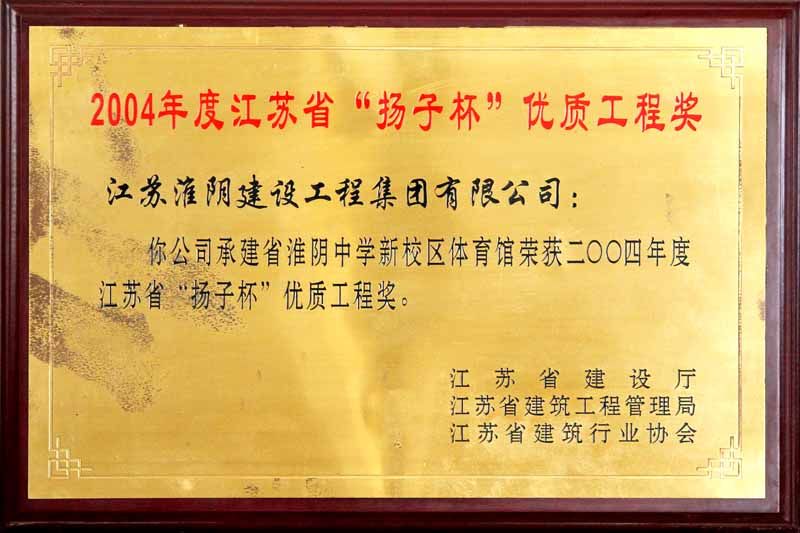 2004年度江苏省“扬子杯”优质工程奖
江苏淮阴建设工程集团有限公司：
你公司承建省淮阴中学新校区体育馆荣获二〇〇四年度
江苏省“扬子杯”优质工程奖。
江苏省建设厅
江苏省建筑工程管理局
江苏省建筑行业协会